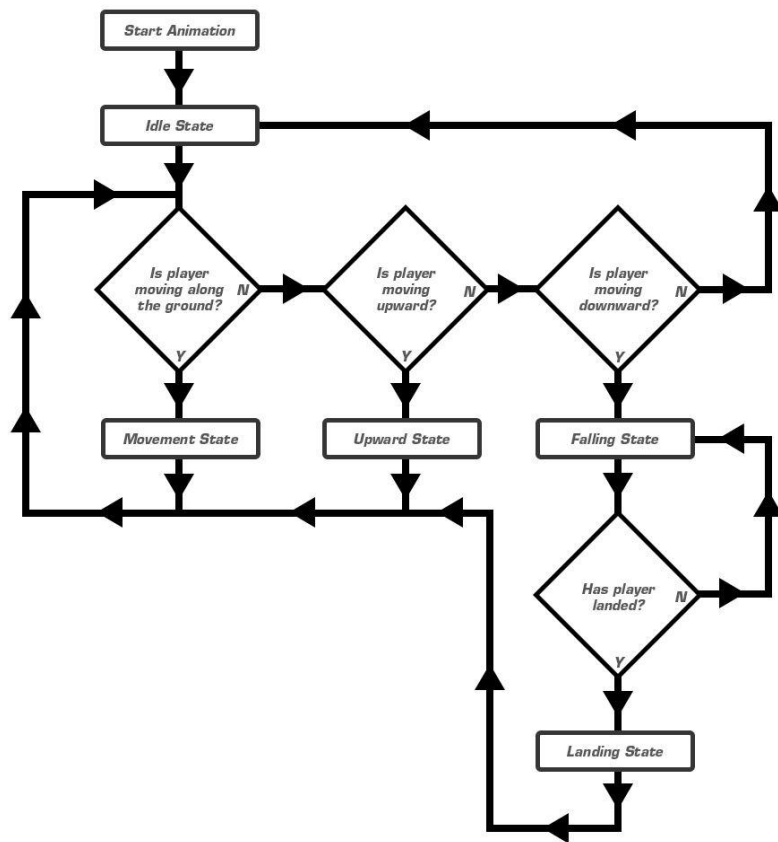 Start Animation
Idle State
Is player
moving along
the ground?
N
Y
Is player
moving
upward?
N
Y
Is player
moving
downward?
N
Y
Movement State
Upward State
Falling State
Has player
landed?
N
Y
Landing State